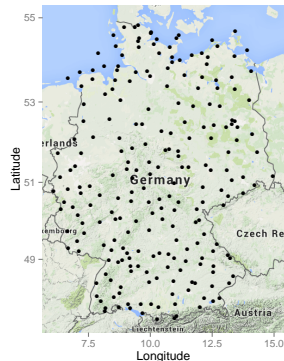 55
53
51
49
Latitude
erlands
Germany
Czech Re
embourg
Austria
Liechtenstein
7.5
10.0
12.5
15.0
Longitude